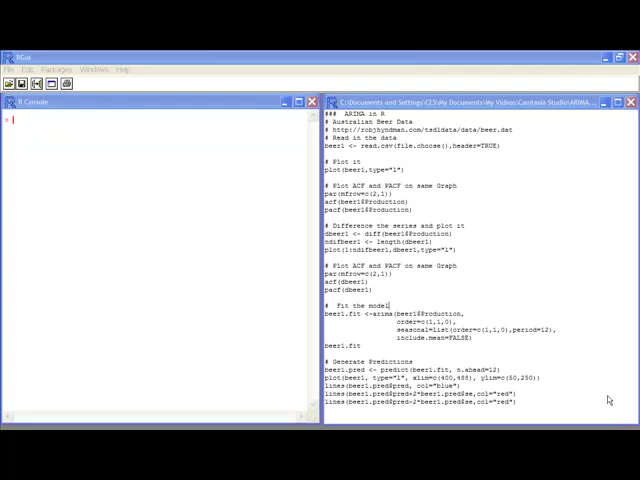 RGui
File Edit Packages Windows Help
R Console
C:\Documents and Settings\CES\My Documents\My Videos\Camtasia Studio\ARIMA...
>
### ARIMA in R
# Australian Beer Data
# http://robjhyndman.com/tsdldata/data/beer.dat
# Read in the data
beer1 <- read.csv(file.choose(),header=TRUE)
# Plot it
plot(beer1,type="l")
# Plot ACF and PACF on same Graph
par(mfrow=c(2,1))
acf(beer1$Production)
pacf(beer1$Production)
# Difference the series and plot it
dbeer1 <- diff(beer1$Production)
ndifbeer1 <- length(dbeer1)
plot(1:ndifbeer1,dbeer1,type="l")
# Plot ACF and PACF on same Graph
par(mfrow=c(2,1))
acf(dbeer1)
pacf(dbeer1)
# Fit the model
beer1.fit <-arima(beer1$Production,
order=c(1,1,0),
seasonal=list(order=c(1,1,0),period=12),
include.mean=FALSE)
beer1.fit
# Generate Predictions
beer1.pred <- predict(beer1.fit, n.ahead=12)
plot(beer1, type="l", xlim=c(400,488), ylim=c(50,250))
lines(beer1.pred$pred, col="blue")
lines(beer1.pred$pred+2*beer1.pred$se,col="red")
lines(beer1.pred$pred-2*beer1.pred$se,col="red")